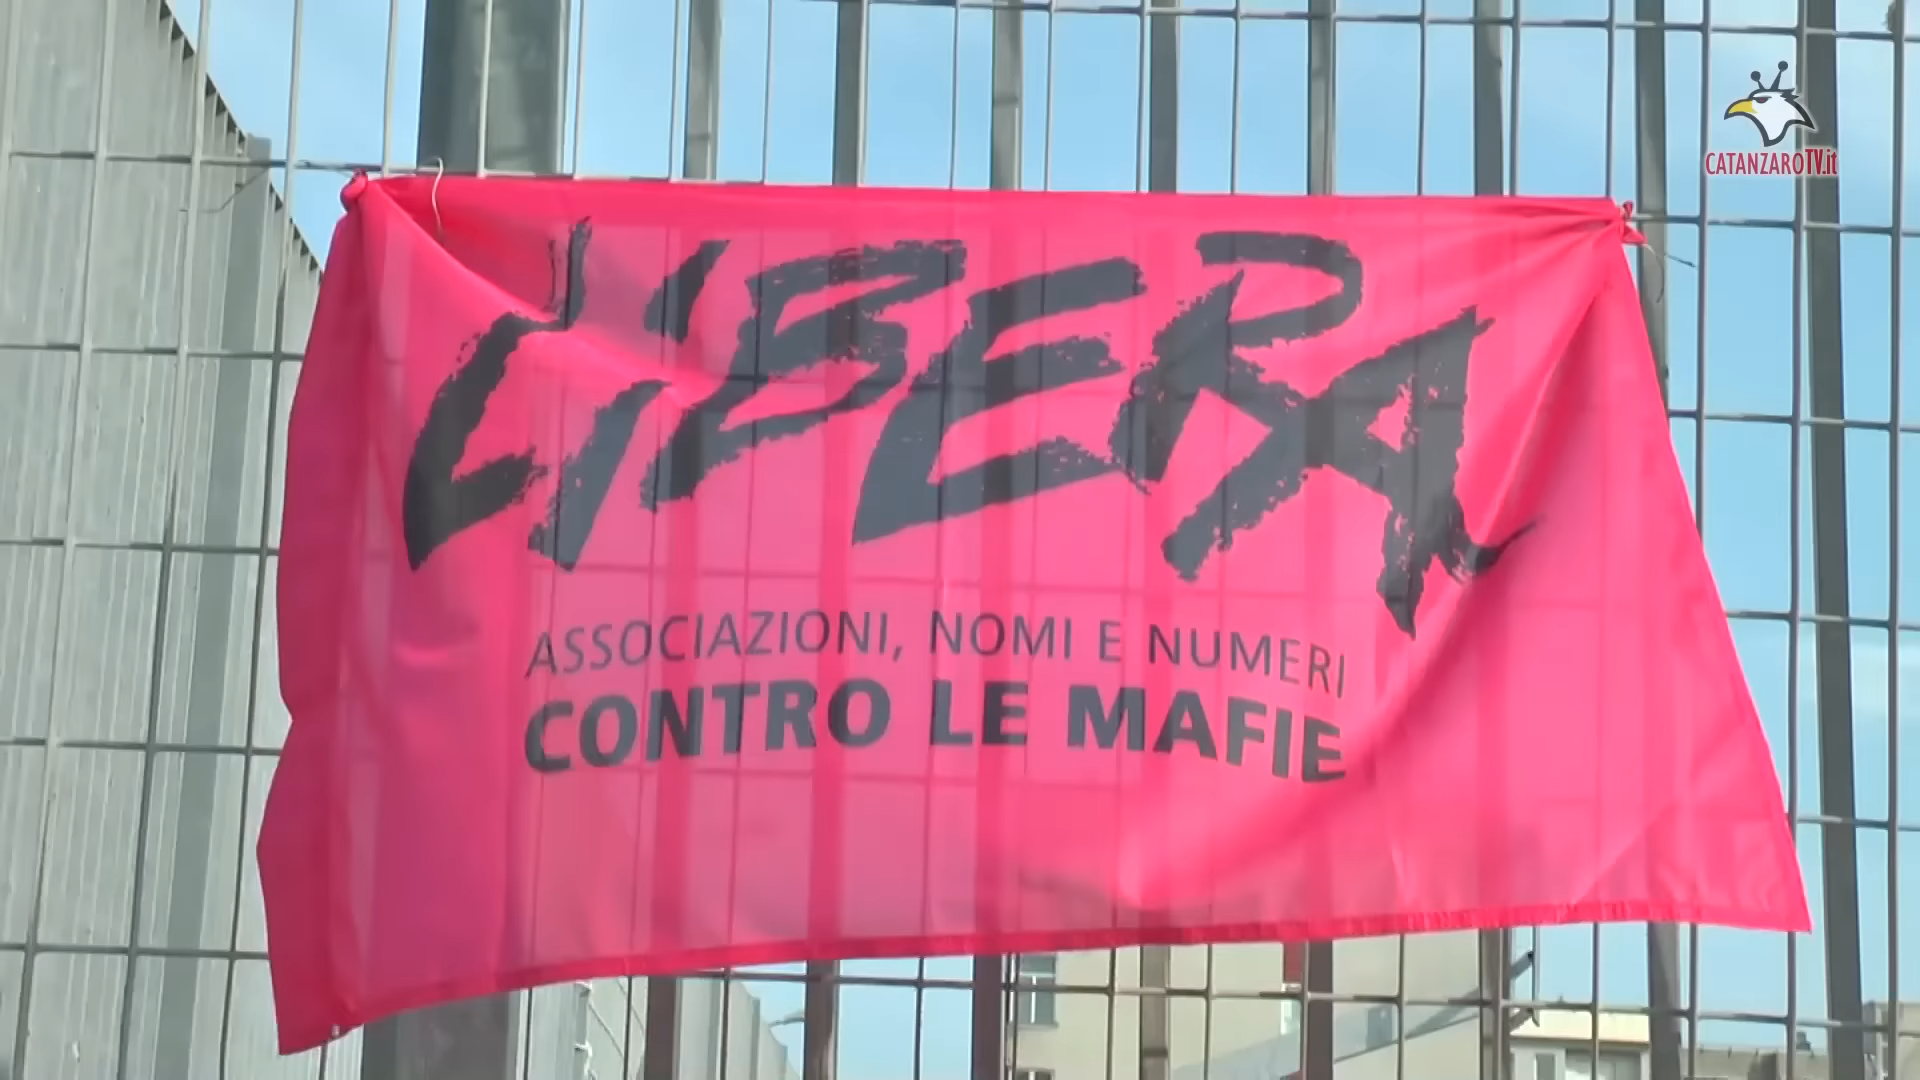 LIBERA
ASSOCIAZIONI, NOMI E NUMERI
CONTRO LE MAFIE
CATANZAROTV.it